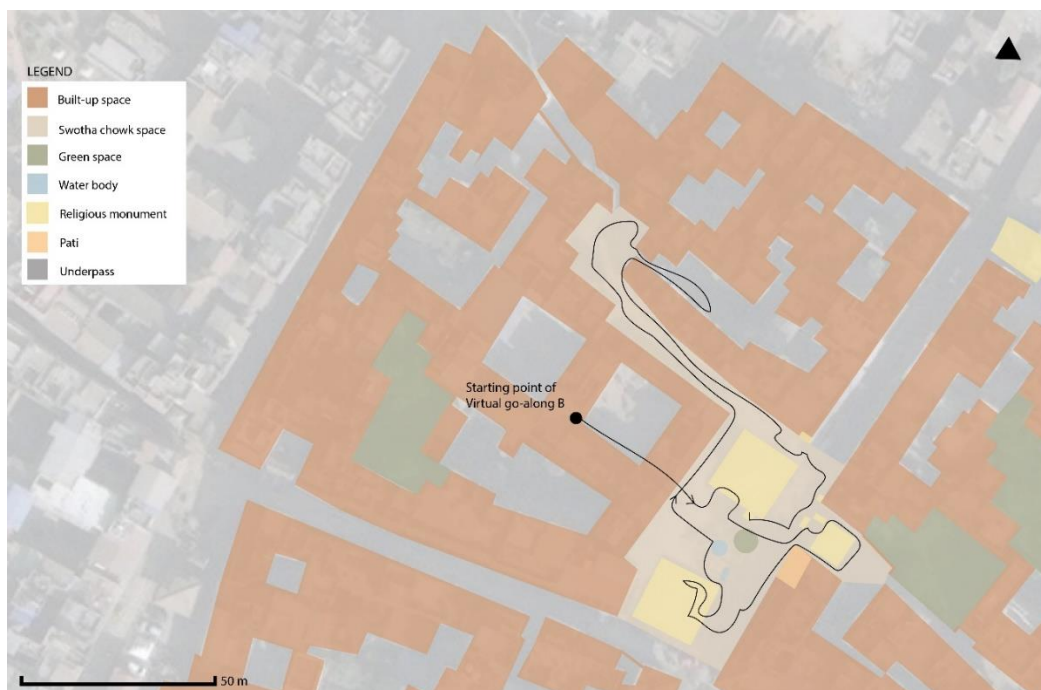 LEGEND
Built-up space
Swotha chowk space
Green space
Water body
Religious monument
Pati
Underpass
Starting point of
Virtual go-along B
50 m